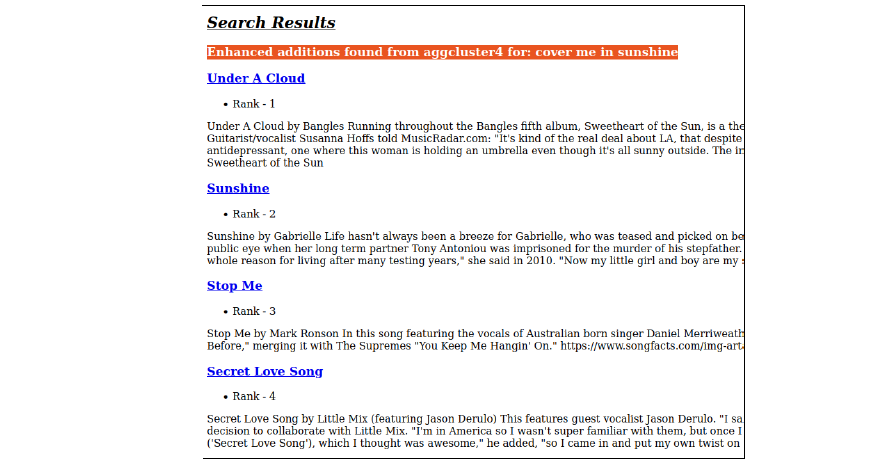 Search Results
Enhanced additions found from aggcluster4 for: cover me in sunshine
Under A Cloud
• Rank - 1
Under A Cloud by Bangles Running throughout the Bangles fifth album, Sweetheart of the Sun, is a the
Guitarist/vocalist Susanna Hoffs told MusicRadar.com: "It's kind of the real deal about LA, that despite
antidepressant, one where this woman is holding an umbrella even though it's all sunny outside. The
Sweetheart of the Sun
Sunshine
• Rank - 2
Sunshine by Gabrielle Life hasn't always been a breeze for Gabrielle, who was teased and picked on
public eye when her long term partner Tony Antoniou was imprisoned for the murder of his stepfather.
whole reason for living after many testing years," she said in 2010. "Now my little girl and boy are my
Stop Me
• Rank - 3
Stop Me by Mark Ronson In this song featuring the vocals of Australian born singer Daniel Merriweath
Before," merging it with The Supremes "You Keep Me Hangin' On." https://www.songfacts.com/img-art
Secret Love Song
• Rank - 4
Secret Love Song by Little Mix (featuring Jason Derulo) This features guest vocalist Jason Derulo. "I sa
decision to collaborate with Little Mix. "I'm in America so I wasn't super familiar with them, but once I
('Secret Love Song'), which I thought was awesome," he added, "so I came in and put my own twist on